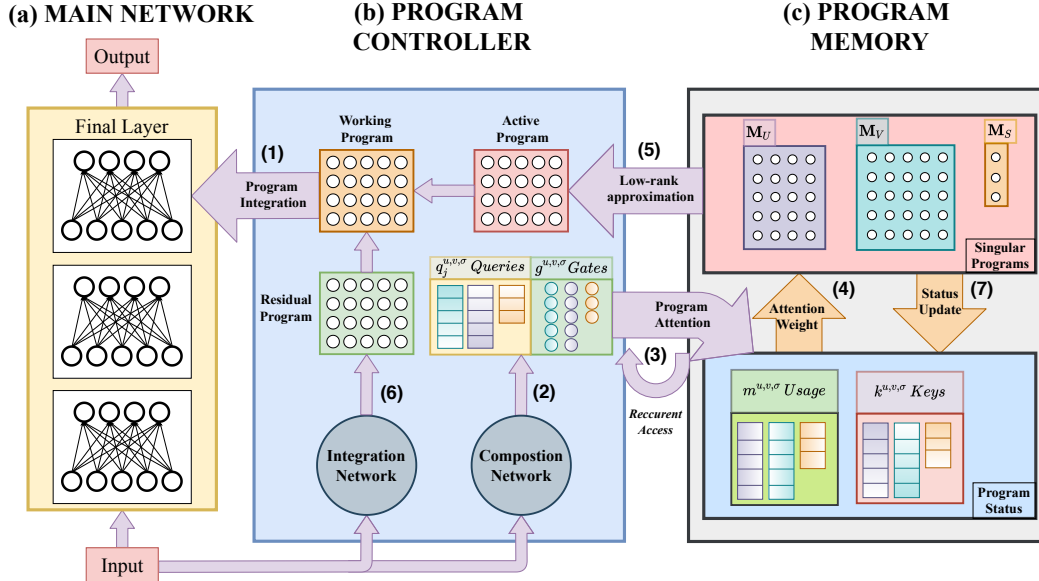 (a) MAIN NETWORK
(b) PROGRAM
CONTROLLER
(c) PROGRAM
MEMORY
Output
Final Layer
Input
Working
Program
Active
Program
(1)
Program
Integration
(5)
Low-rank
approximation
Residual
Program
q_j^{u,v,σ} Queries
g^{u,v,σ} Gates
Program
Attention
(3)
Reccurent
Access
(6)
(2)
Integration
Network
Compostion
Network
M_U
M_V
M_S
Singular
Programs
(4)
Attention
Weight
Status
Update
(7)
m^{u,v,σ} Usage
k^{u,v,σ} Keys
Program
Status